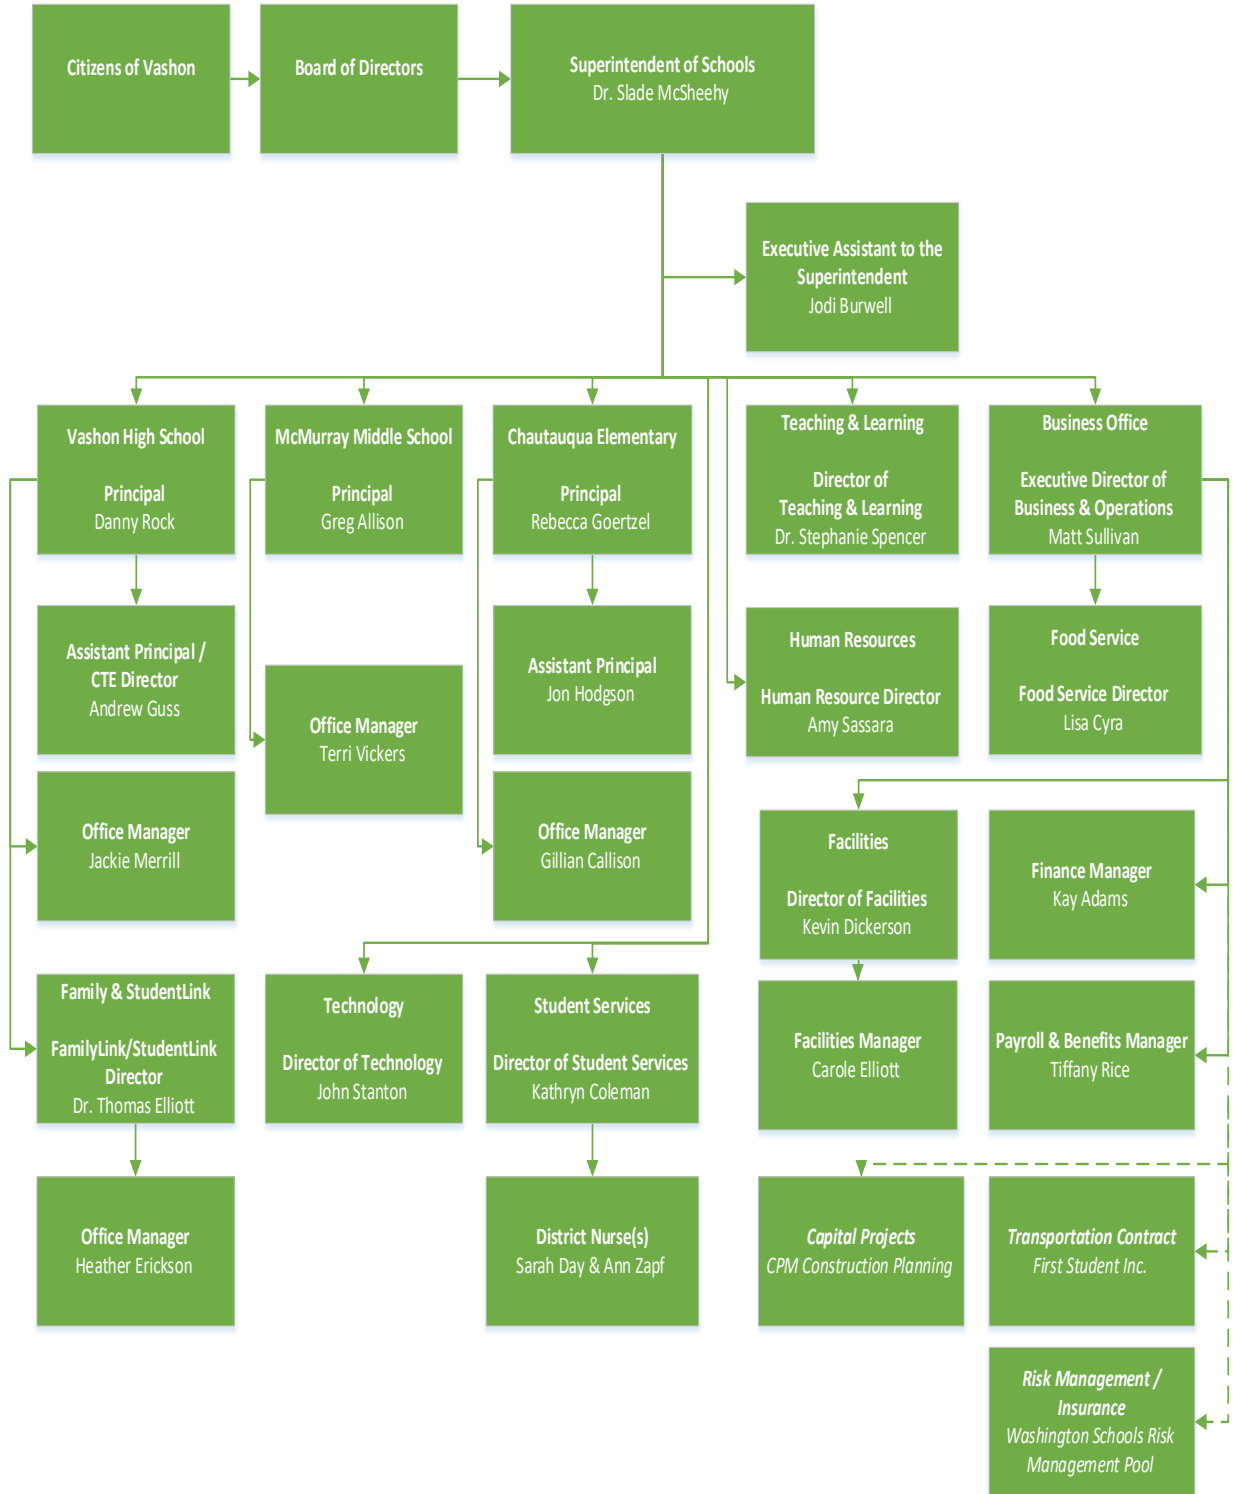 Citizens of Vashon
Board of Directors
Superintendent of Schools
Dr. Slade McSheehy
Executive Assistant to the
Superintendent
Jodi Burwell
Vashon High School
Principal
Danny Rock
McMurray Middle School
Principal
Greg Allison
Chautauqua Elementary
Principal
Rebecca Goertzel
Teaching & Learning
Director of
Teaching & Learning
Dr. Stephanie Spencer
Business Office
Executive Director of
Business & Operations
Matt Sullivan
Assistant Principal /
CTE Director
Andrew Guss
Office Manager
Terri Vickers
Assistant Principal
Jon Hodgson
Human Resources
Human Resource Director
Amy Sassara
Food Service
Food Service Director
Lisa Cyra
Office Manager
Jackie Merrill
Office Manager
Gillian Callison
Facilities
Director of Facilities
Kevin Dickerson
Finance Manager
Kay Adams
Family & StudentLink
FamilyLink/StudentLink
Director
Dr. Thomas Elliott
Technology
Director of Technology
John Stanton
Student Services
Director of Student Services
Kathryn Coleman
Facilities Manager
Carole Elliott
Payroll & Benefits Manager
Tiffany Rice
Office Manager
Heather Erickson
District Nurse(s)
Sarah Day & Ann Zapf
Capital Projects
CPM Construction Planning
Transportation Contract
First Student Inc.
Risk Management /
Insurance
Washington Schools Risk
Management Pool